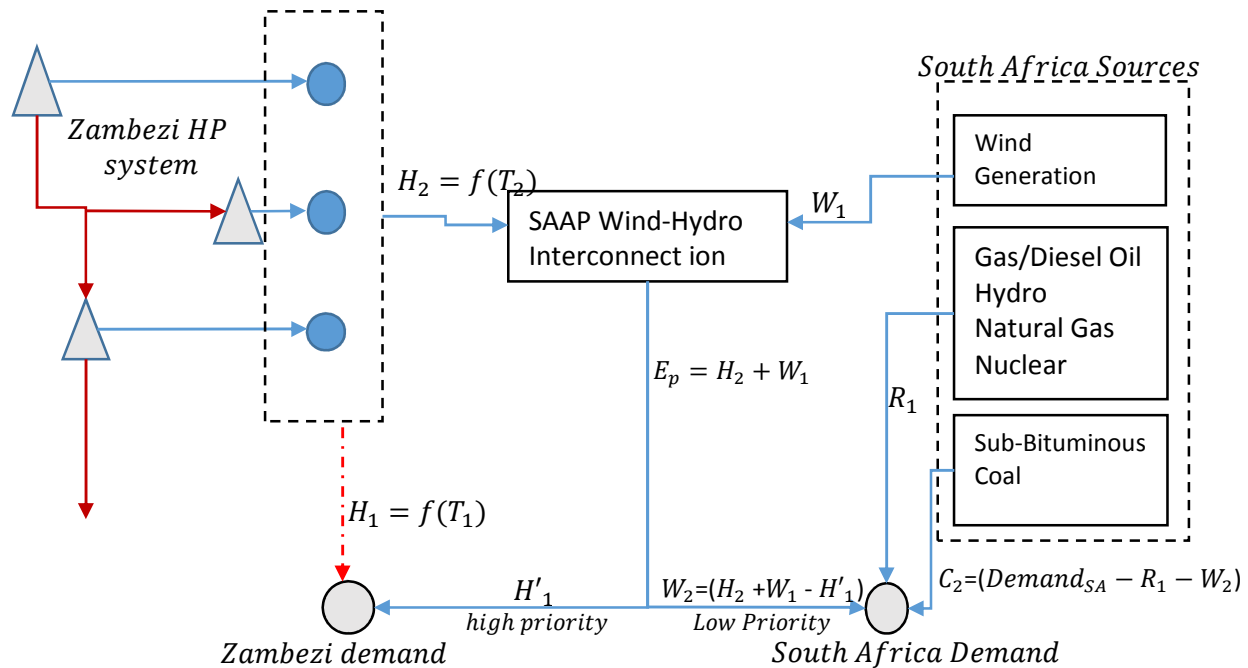 South Africa Sources
Zambezi HP
system
Wind
Generation
H₂ = f(T₂)
W₁
SAAP Wind-Hydro
Interconnect ion
Gas/Diesel Oil
Hydro
Natural Gas
Nuclear
Eₚ = H₂ + W₁
R₁
Sub-Bituminous
Coal
H₁ = f(T₁)
H′₁
high priority
W₂=(H₂ +W₁ - H′₁)
Low Priority
C₂=(Demand_SA − R₁ − W₂)
Zambezi demand
South Africa Demand